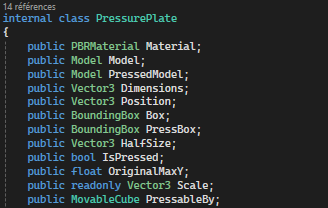 14 références
internal class PressurePlate
{
public PBRMaterial Material;
public Model Model;
public Model PressedModel;
public Vector3 Dimensions;
public Vector3 Position;
public BoundingBox Box;
public BoundingBox PressBox;
public Vector3 HalfSize;
public bool IsPressed;
public float OriginalMaxY;
public readonly Vector3 Scale;
public MovableCube PressableBy;